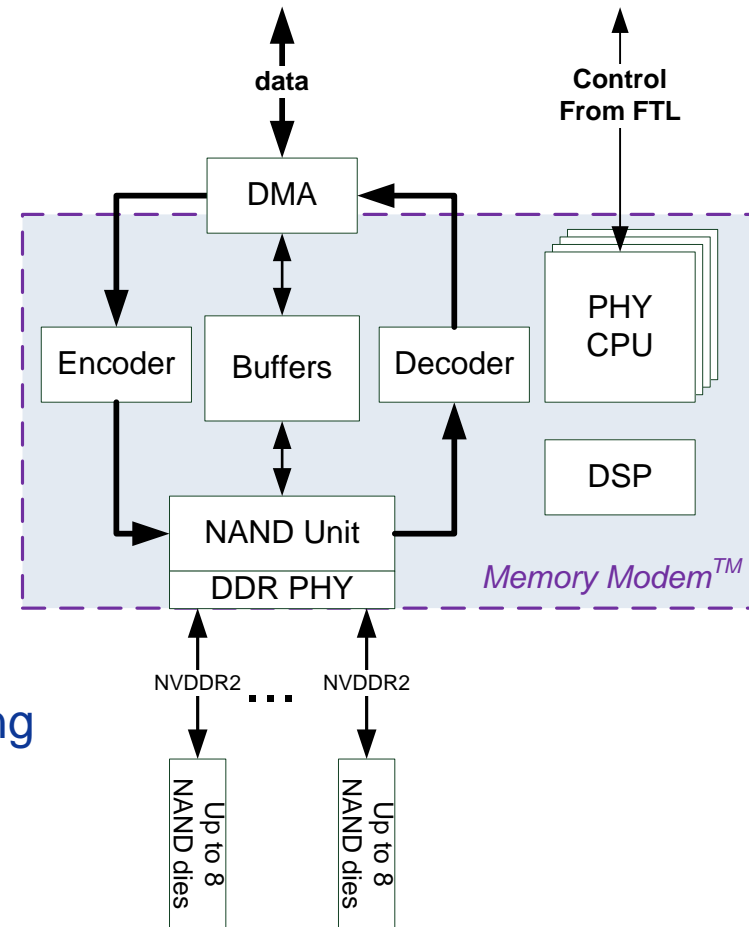 data
Control
From FTL
DMA
Encoder
Buffers
Decoder
PHY
CPU
DSP
NAND Unit
DDR PHY
Memory Modem™
NVDDR2
...
NVDDR2
ng
Up to 8
NAND dies
Up to 8
NAND dies